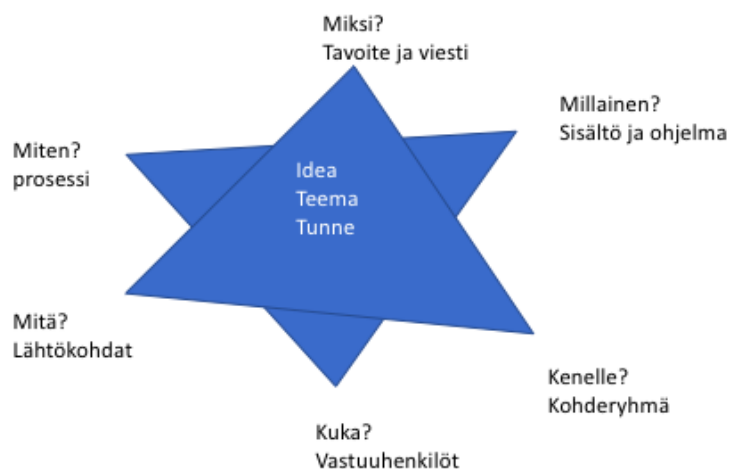 Miksi?
Tavoite ja viesti
Millainen?
Sisältö ja ohjelma
Miten?
prosessi
Idea
Teema
Tunne
Mitä?
Lähtökohdat
Kenelle?
Kohderyhmä
Kuka?
Vastuuhenkilöt